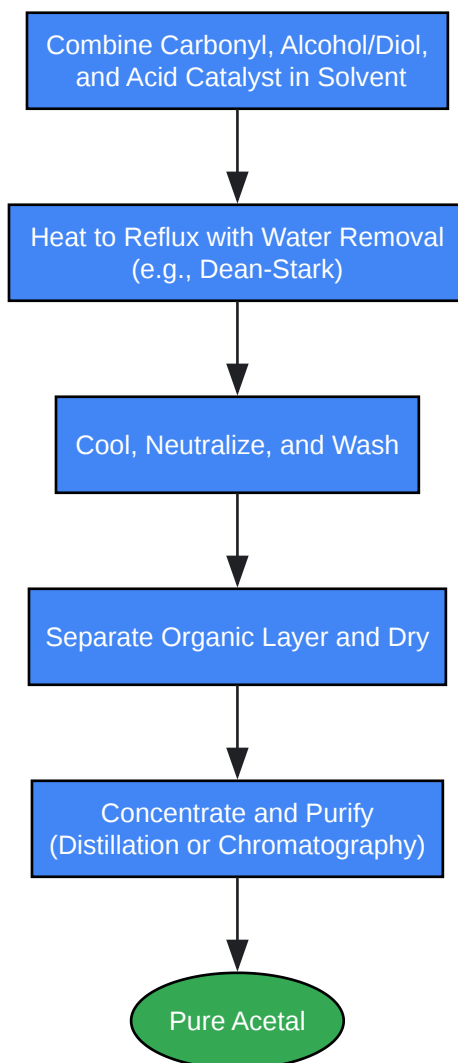 Combine Carbonyl, Alcohol/Diol,
and Acid Catalyst in Solvent
Heat to Reflux with Water Removal
(e.g., Dean-Stark)
Cool, Neutralize, and Wash
Separate Organic Layer and Dry
Concentrate and Purify
(Distillation or Chromatography)
Pure Acetal